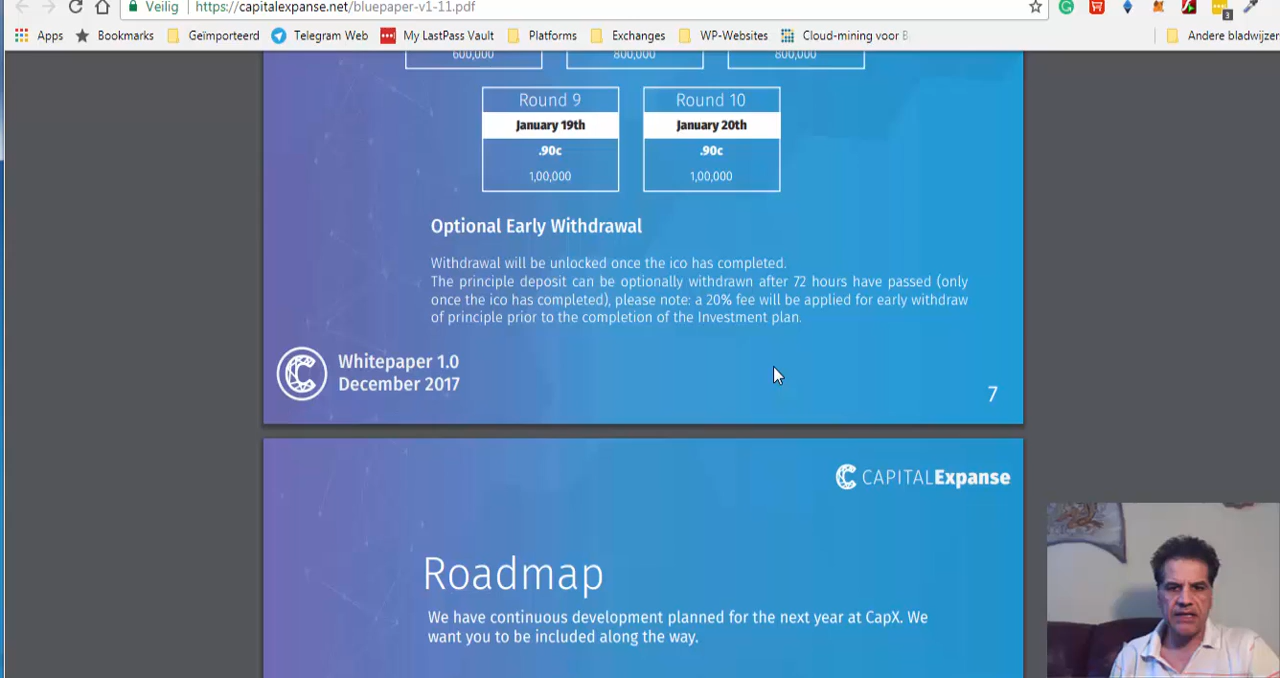 Veilig
https://capitalexpanse.net/bluepaper-v1-11.pdf
Apps
Bookmarks
Geïmporteerd
Telegram Web
My LastPass Vault
Platforms
Exchanges
WP-Websites
Cloud-mining voor B
Andere bladwijzer
3
600,000
800,000
800,000
Round 9
January 19th
.90c
1,00,000
Round 10
January 20th
.90c
1,00,000
Optional Early Withdrawal
Withdrawal will be unlocked once the ico has completed.
The principle deposit can be optionally withdrawn after 72 hours have passed (only
once the ico has completed), please note: a 20% fee will be applied for early withdraw
of principle prior to the completion of the Investment plan.
Whitepaper 1.0
December 2017
7
CAPITALExpanse
Roadmap
We have continuous development planned for the next year at CapX. We
want you to be included along the way.